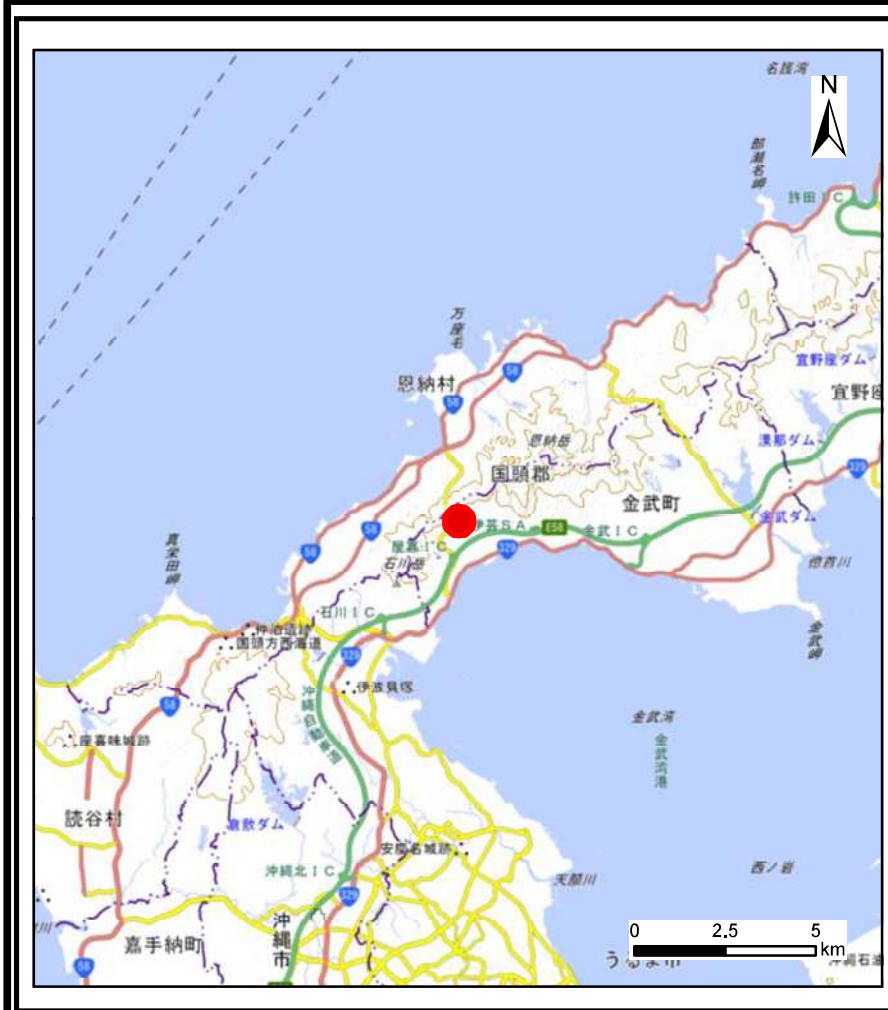 名護湾
N
部瀬名岬
許田IC
万座毛
宜野座ダム
恩納村
58
58
宜野座
恩納岳
漢那ダム
国頭郡
329
金武町
伊芸SA
E58
金武IC
金武ダム
58
58
屋嘉IC
329
真栄田岬
石川岳
億首川
石川IC
金武岬
仲泊遺跡
国頭方西海道
329
伊波貝塚
58
沖縄自動車道
金武湾
座喜味城跡
金武湾港
読谷村
倉敷ダム
安慶名城跡
沖縄北IC
天願川
西ノ岩
329
沖縄市
嘉手納町
0 2.5 5
km
58
うるま市
沖縄石油